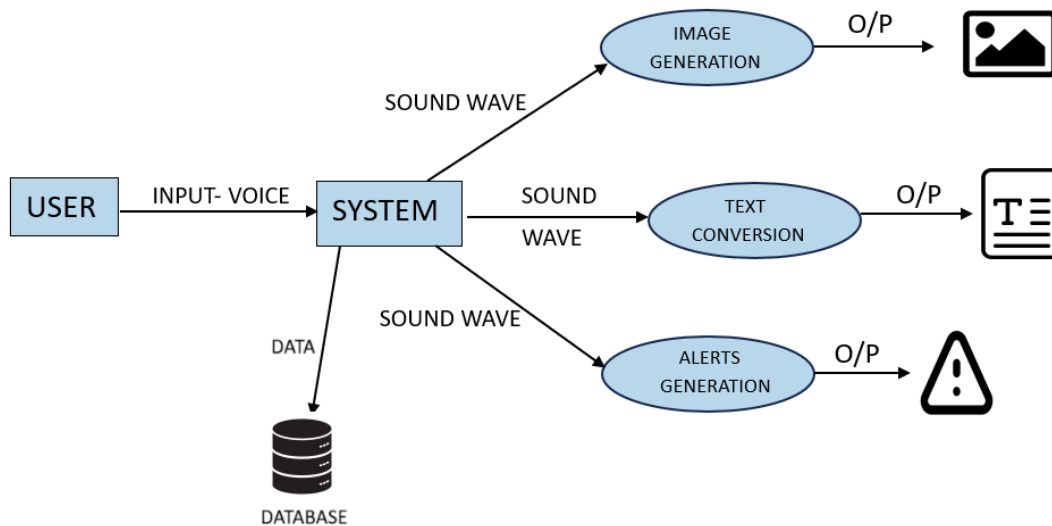 IMAGE
GENERATION
O/P
SOUND WAVE
USER
INPUT- VOICE
SYSTEM
SOUND
WAVE
TEXT
CONVERSION
O/P
T
SOUND WAVE
ALERTS
GENERATION
O/P
DATA
DATABASE